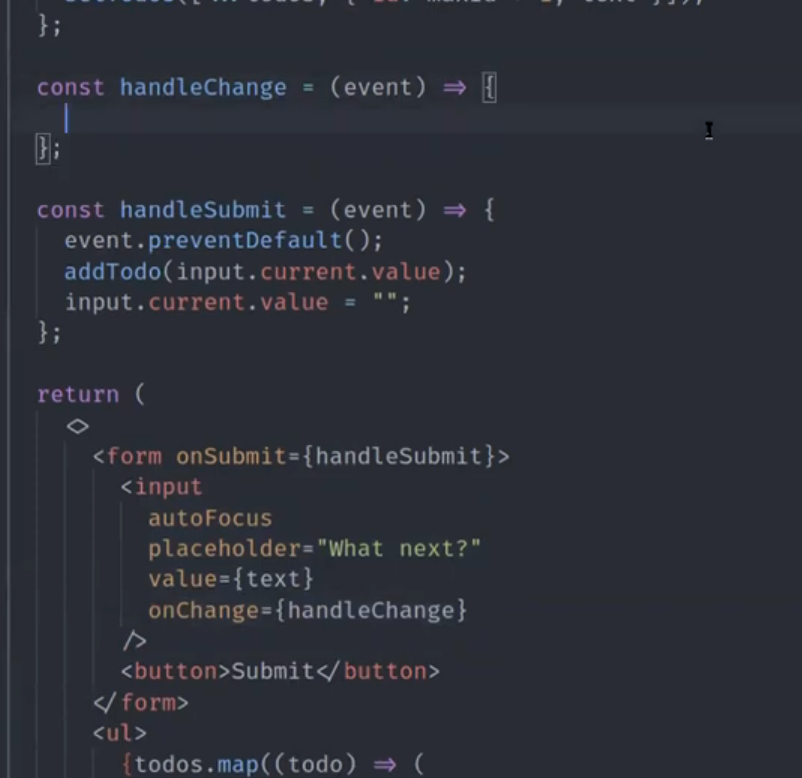 };
const handleChange = (event) => {
};
const handleSubmit = (event) => {
event.preventDefault();
addTodo(input.current.value);
input.current.value = "";
};
return (
<>
<form onSubmit={handleSubmit}>
<input
autoFocus
placeholder="What next?"
value={text}
onChange={handleChange}
/>
<button>Submit</button>
</form>
<ul>
{todos.map((todo) => (